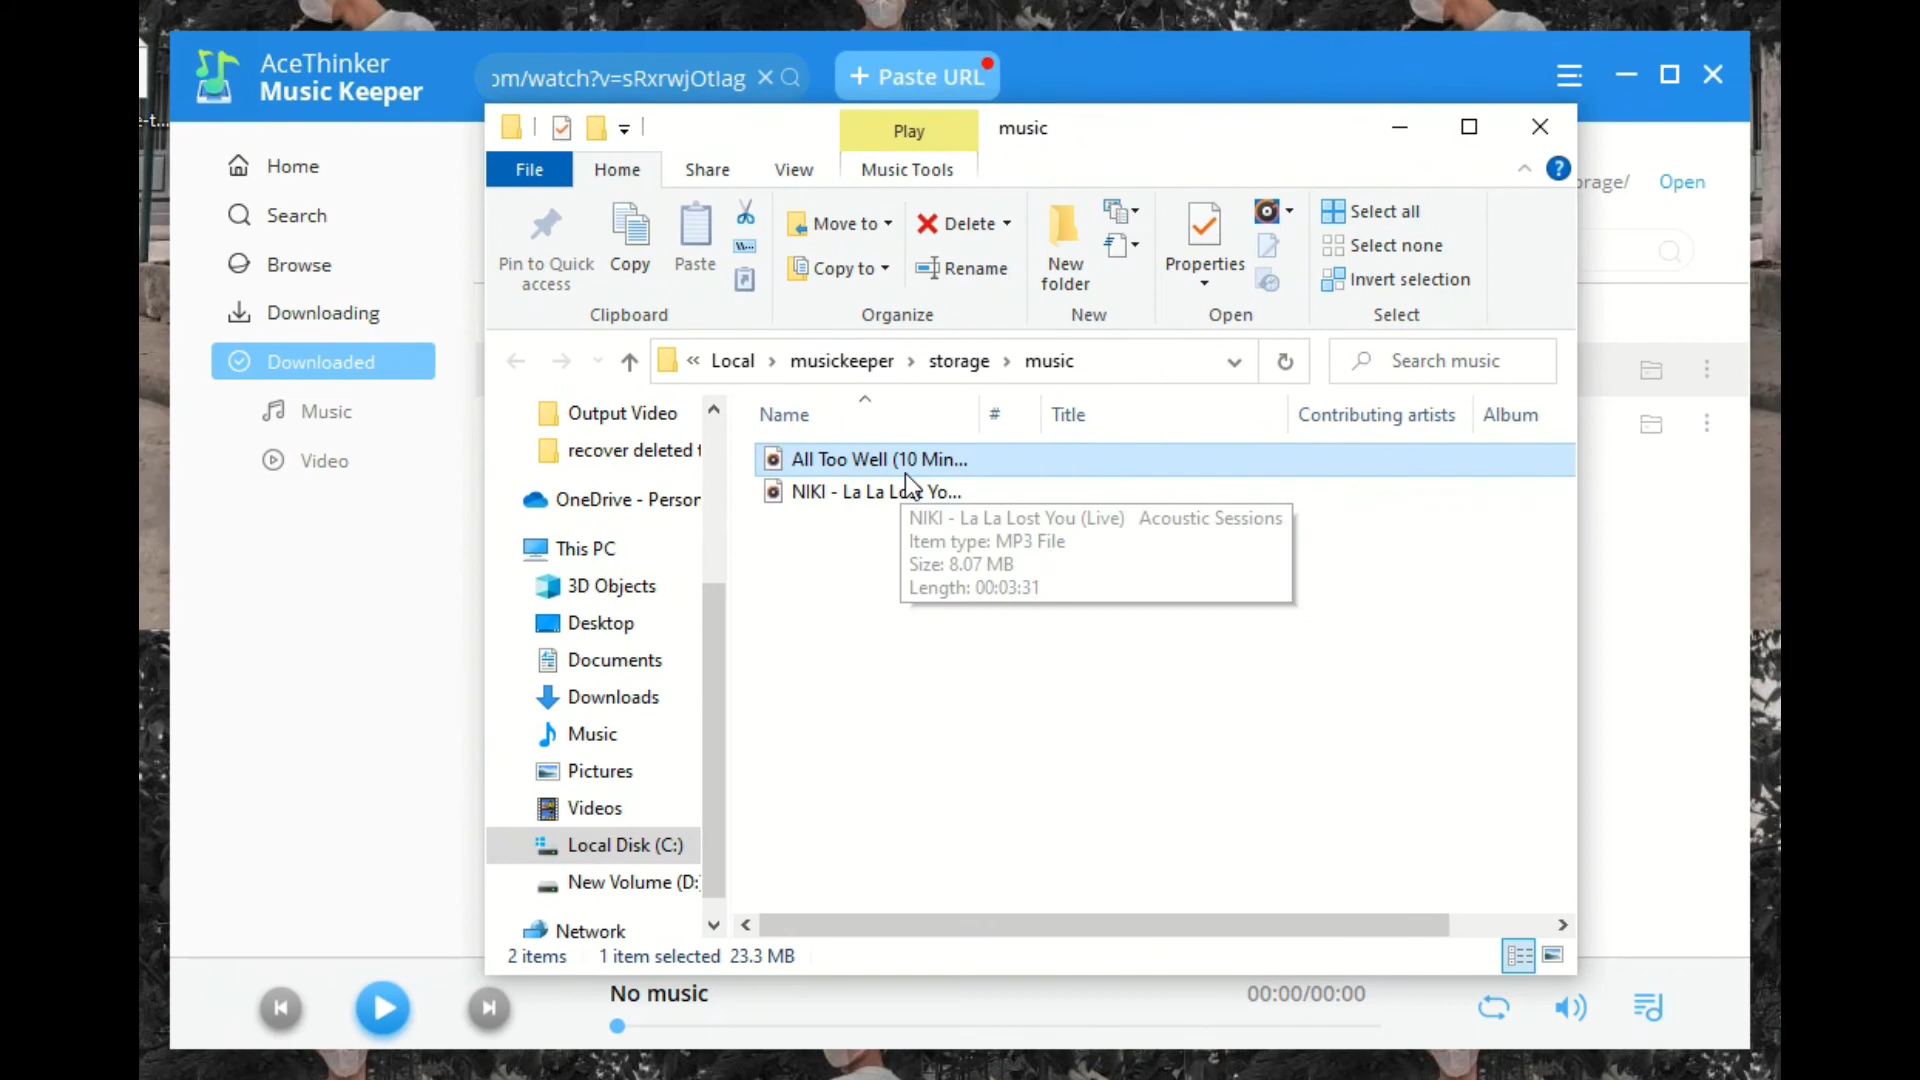 AceThinker
Music Keeper
om/watch?v=sRxrwjOtIag
+ Paste URL
Play
music
File
Home
Share
View
Music Tools
Home
Search
Browse
Downloading
Downloaded
Music
Video
Pin to Quick
access
Copy
Paste
Move to
Copy to
Delete
Rename
New
folder
Properties
Select all
Select none
Invert selection
Clipboard
Organize
New
Open
Select
orage/
Open
« Local > musickeeper > storage > music
Search music
Output Video
recover deleted t
OneDrive - Person
This PC
3D Objects
Desktop
Documents
Downloads
Music
Pictures
Videos
Local Disk (C:)
New Volume (D:
Network
Name
#
Title
Contributing artists
Album
All Too Well (10 Min...
NIKI - La La Lost Yo...
NIKI - La La Lost You (Live) Acoustic Sessions
Item type: MP3 File
Size: 8.07 MB
Length: 00:03:31
2 items
1 item selected 23.3 MB
No music
00:00/00:00